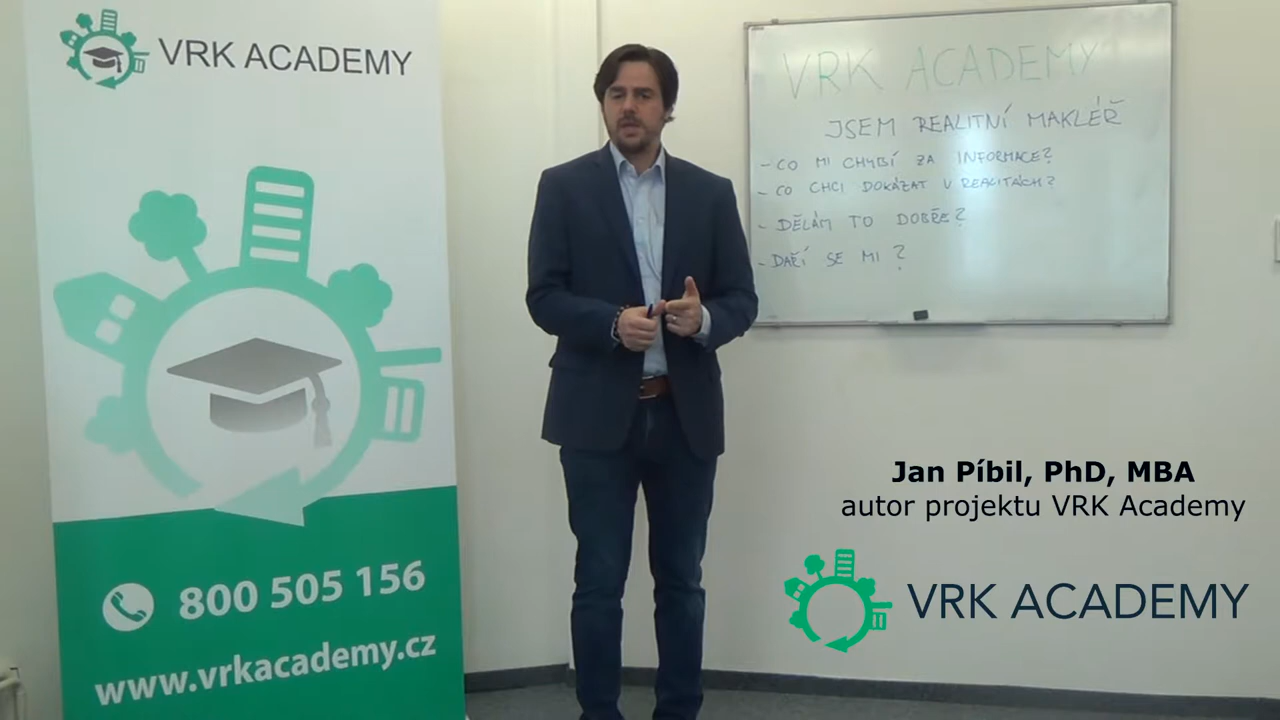 VRK ACADEMY
800 505 156
www.vrkacademy.cz
VRK ACADEMY
JSEM REALITNÍ MAKLÉŘ
- CO MI CHYBÍ ZA INFORMACE?
- CO CHCI DOKÁZAT V REALITÁCH?
- DĚLÁM TO DOBŘE?
- DAŘÍ SE MI ?
Jan Píbil, PhD, MBA
autor projektu VRK Academy
VRK ACADEMY